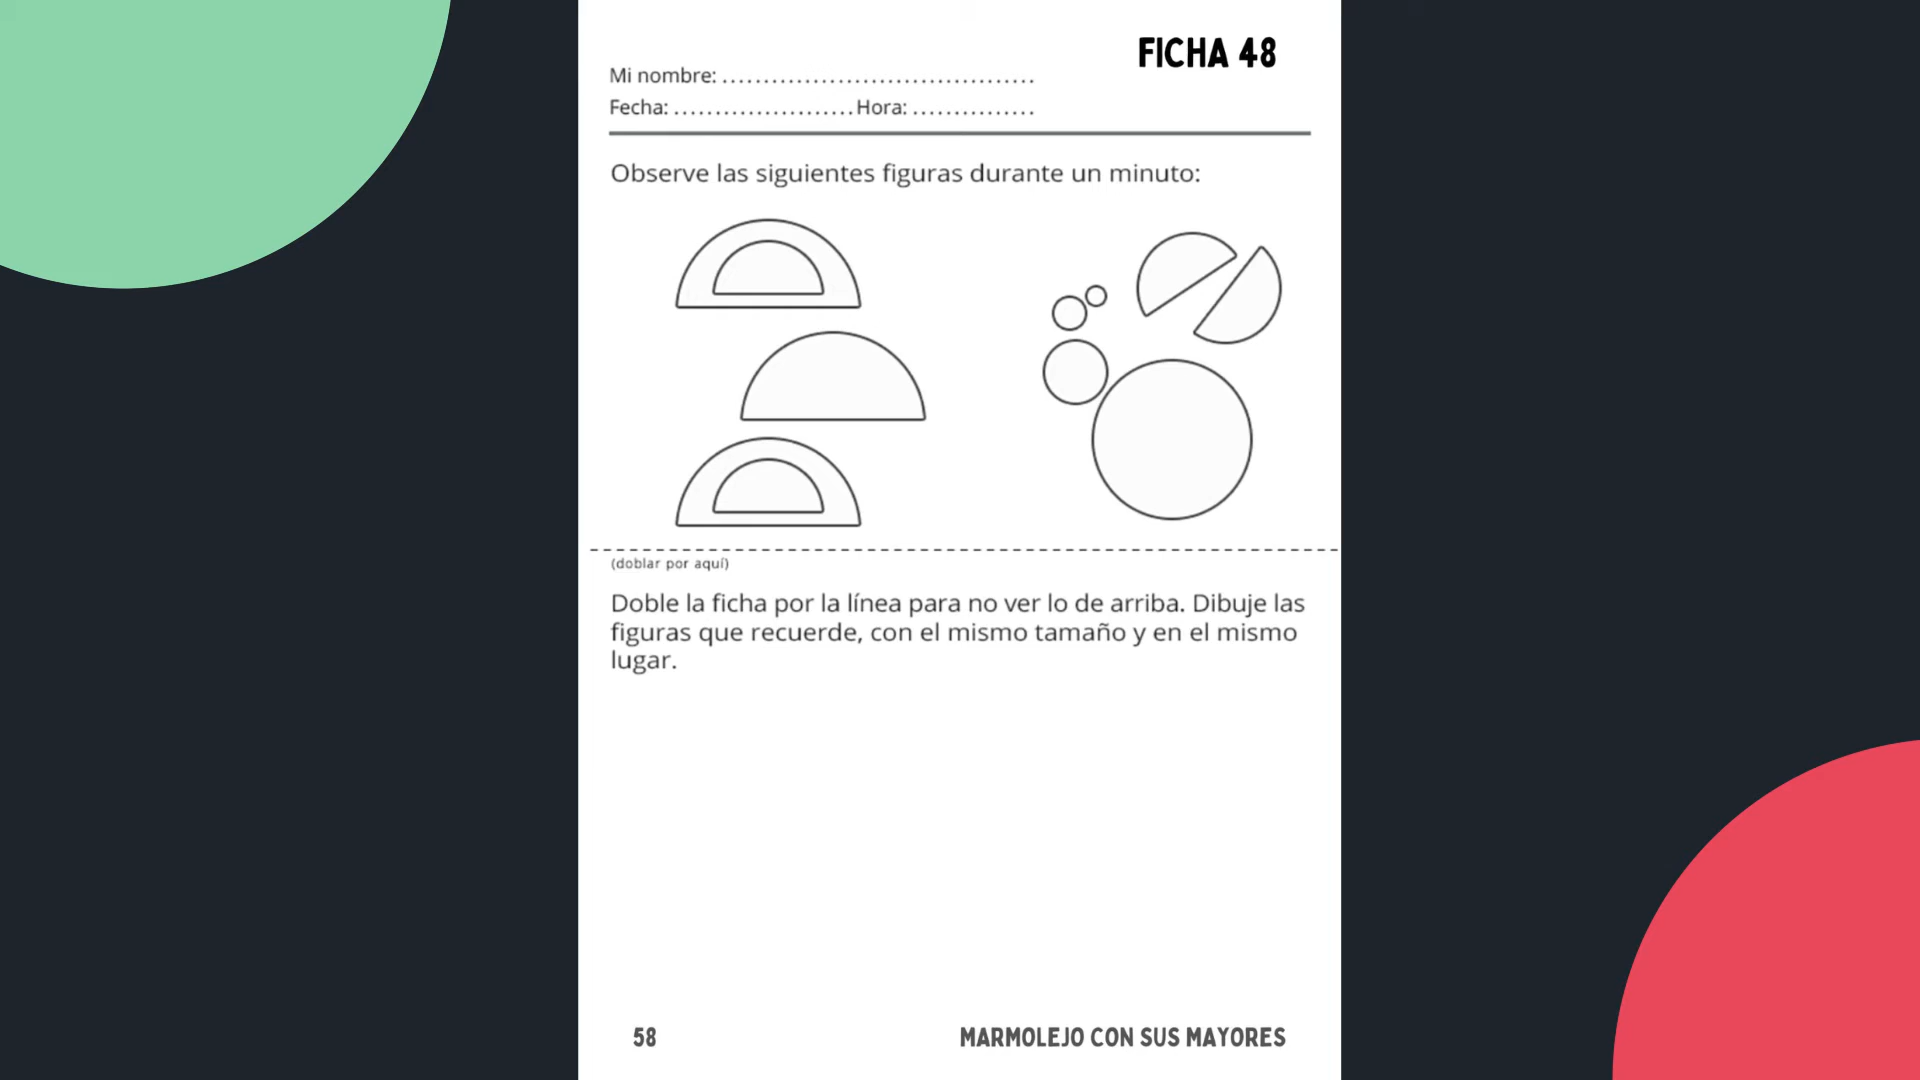 FICHA 48
Mi nombre: .....................................
Fecha: .....................Hora: ...............
Observe las siguientes figuras durante un minuto:
(doblar por aquí)
Doble la ficha por la línea para no ver lo de arriba. Dibuje las
figuras que recuerde, con el mismo tamaño y en el mismo
lugar.
58
MARMOLEJO CON SUS MAYORES